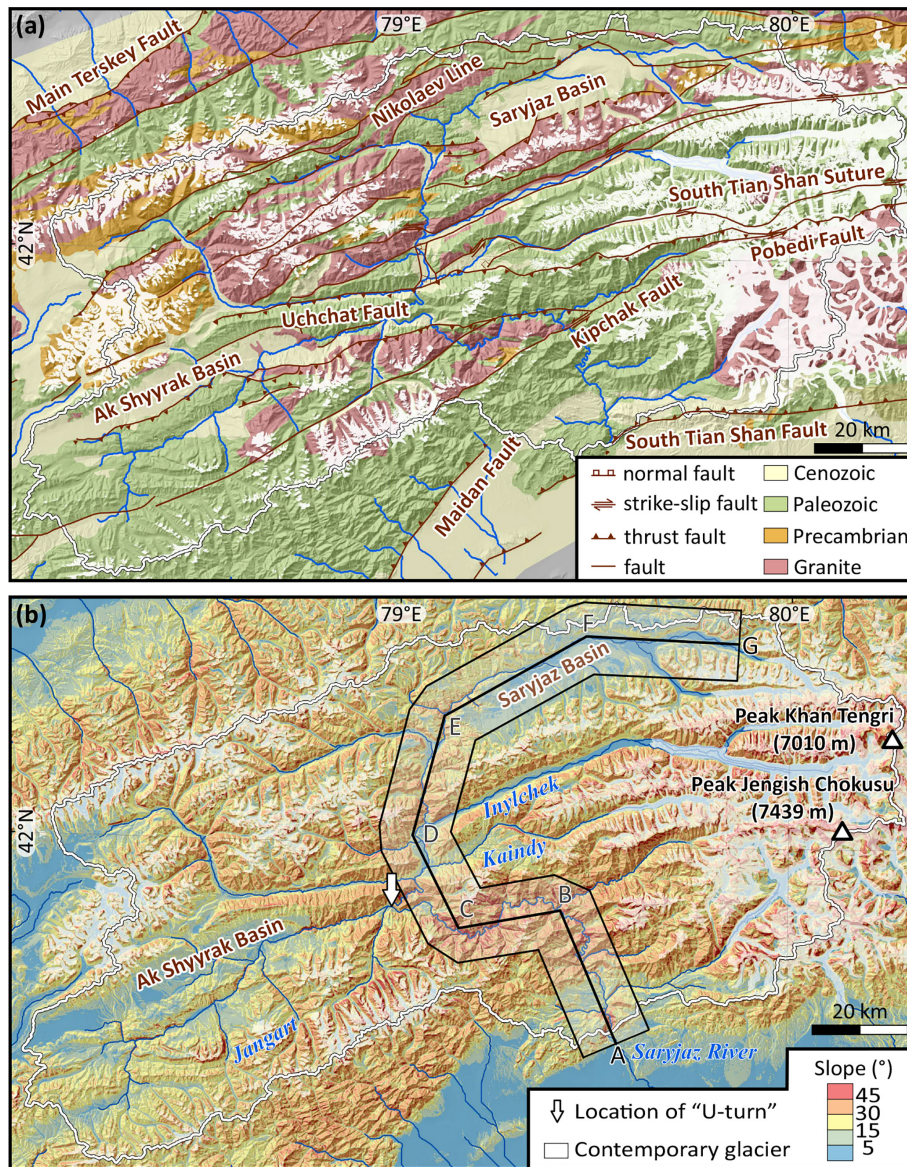 (a)
79°E
80°E
Main Terskey Fault
Nikolaev Line
Saryjaz Basin
South Tian Shan Suture
42°N
Pobedi Fault
Uchchat Fault
Kipchak Fault
Ak Shyyrak Basin
South Tian Shan Fault
Maidan Fault
20 km
normal fault
Cenozoic
strike-slip fault
Paleozoic
thrust fault
Precambrian
fault
Granite
(b)
79°E
80°E
F
G
Saryjaz Basin
E
Peak Khan Tengri
(7010 m)
Peak Jengish Chokusu
(7439 m)
Inylchek
42°N
D
Kaindy
B
C
Ak Shyyrak Basin
20 km
Jangart
A
Saryjaz River
Slope (°)
45
30
15
5
Location of "U-turn"
Contemporary glacier